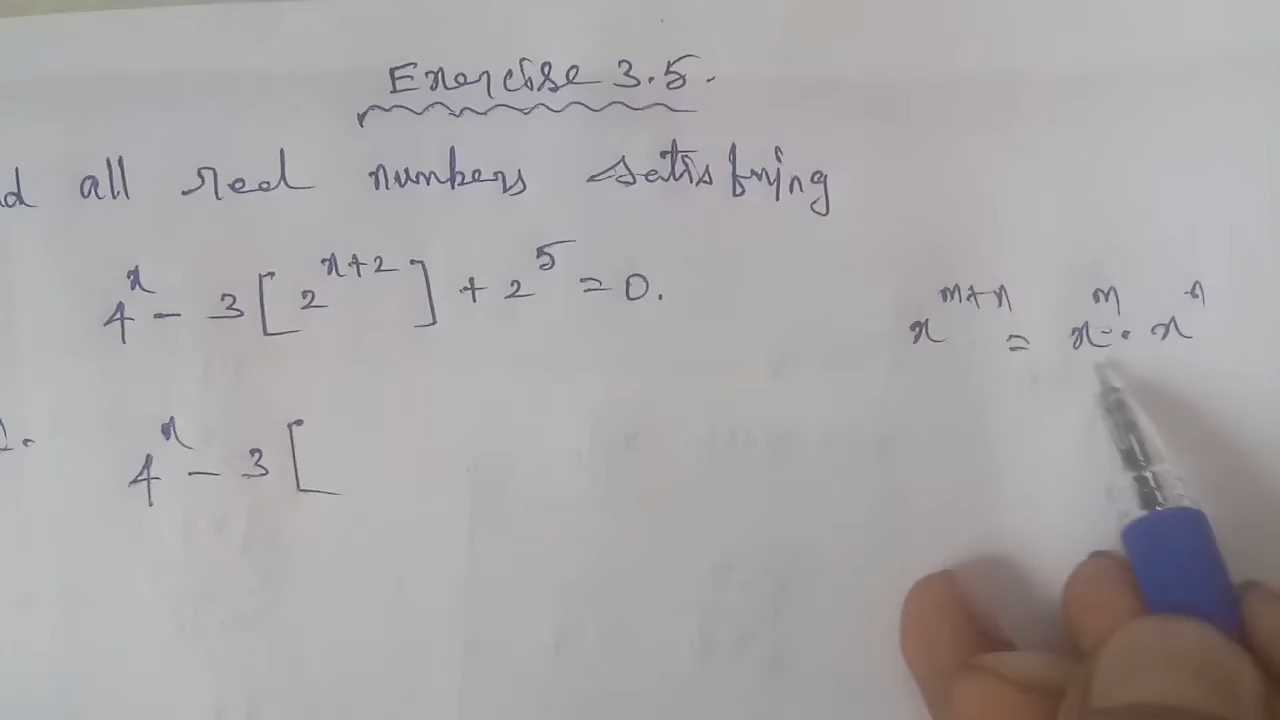 Exercise 3.5.
d all real numbers satisfying
4^x - 3 [2^{x+2}] + 2^5 = 0.
x^{m+n} = x^m . x^n
4^x - 3 [